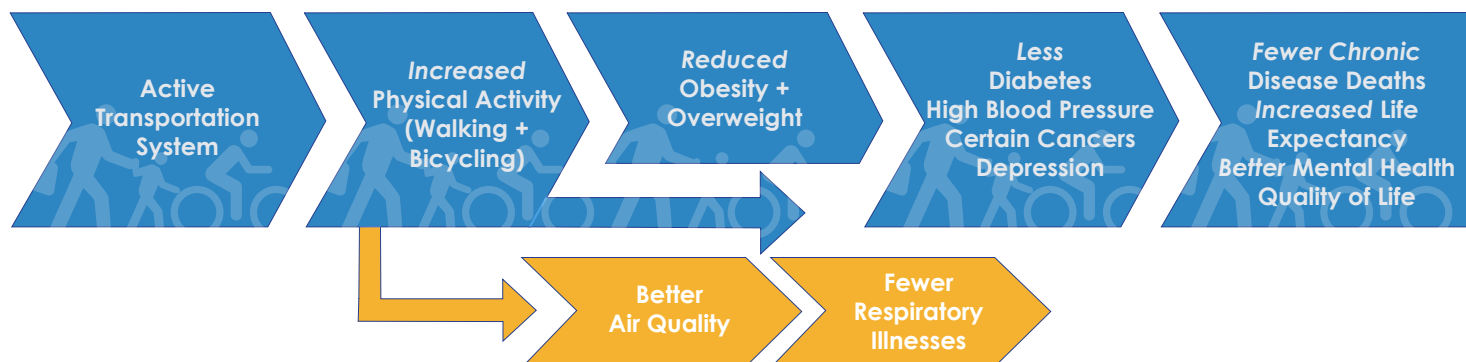 Active
Transportation
System
Increased
Physical Activity
(Walking +
Bicycling)
Reduced
Obesity +
Overweight
Less
Diabetes
High Blood Pressure
Certain Cancers
Depression
Fewer Chronic
Disease Deaths
Increased Life
Expectancy
Better Mental Health
Quality of Life
Better
Air Quality
Fewer
Respiratory
Illnesses